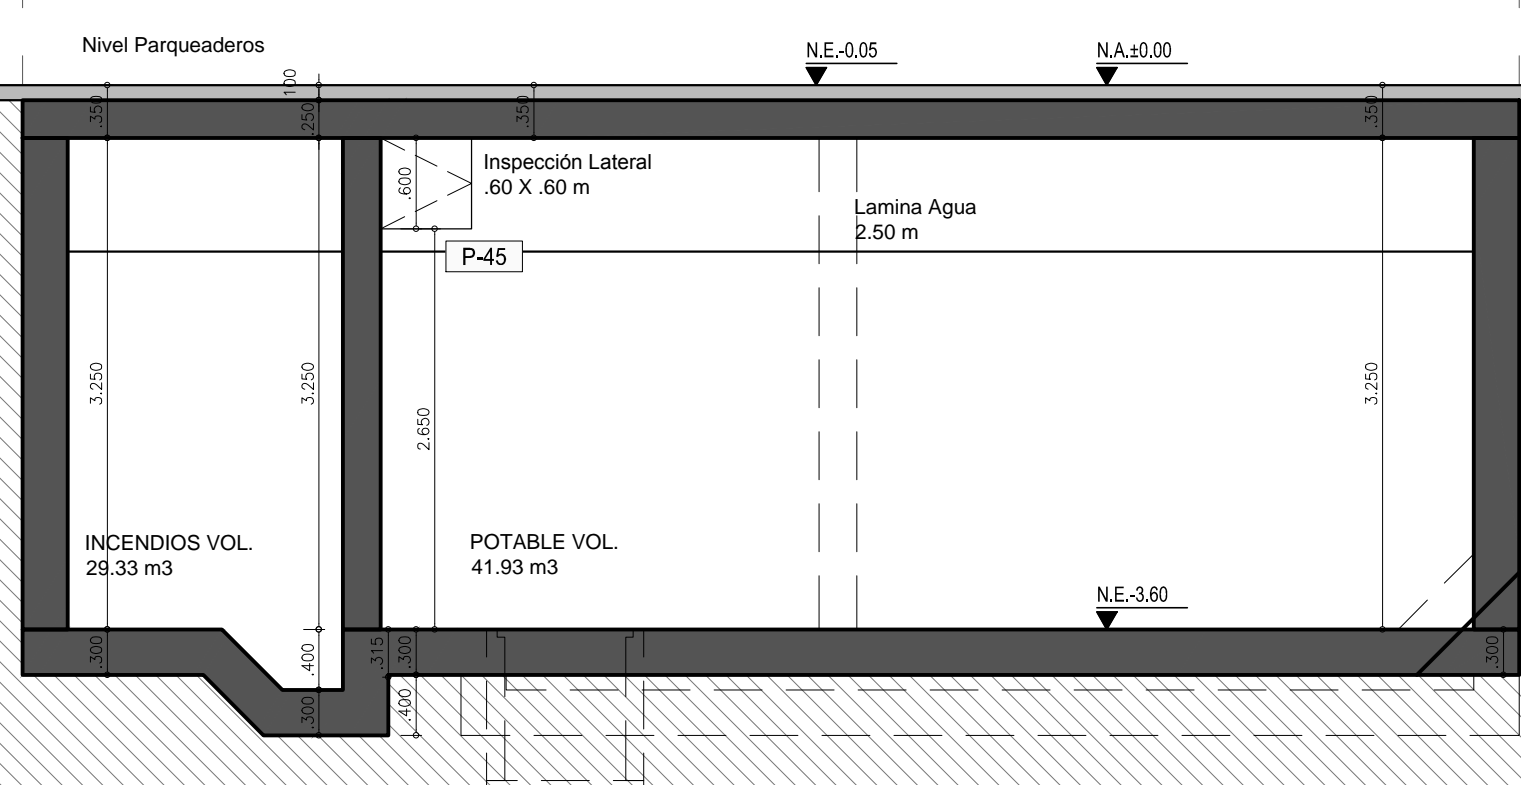 Nivel Parqueaderos
N.E.-0.05
N.A.±0.00
.350
100
.250
.350
.350
Inspección Lateral
.60 X .60 m
.600
Lamina Agua
2.50 m
P-45
3.250
3.250
2.650
3.250
INCENDIOS VOL.
29.33 m3
POTABLE VOL.
41.93 m3
N.E.-3.60
.300
.400
.315
.300
.300
.300
.400